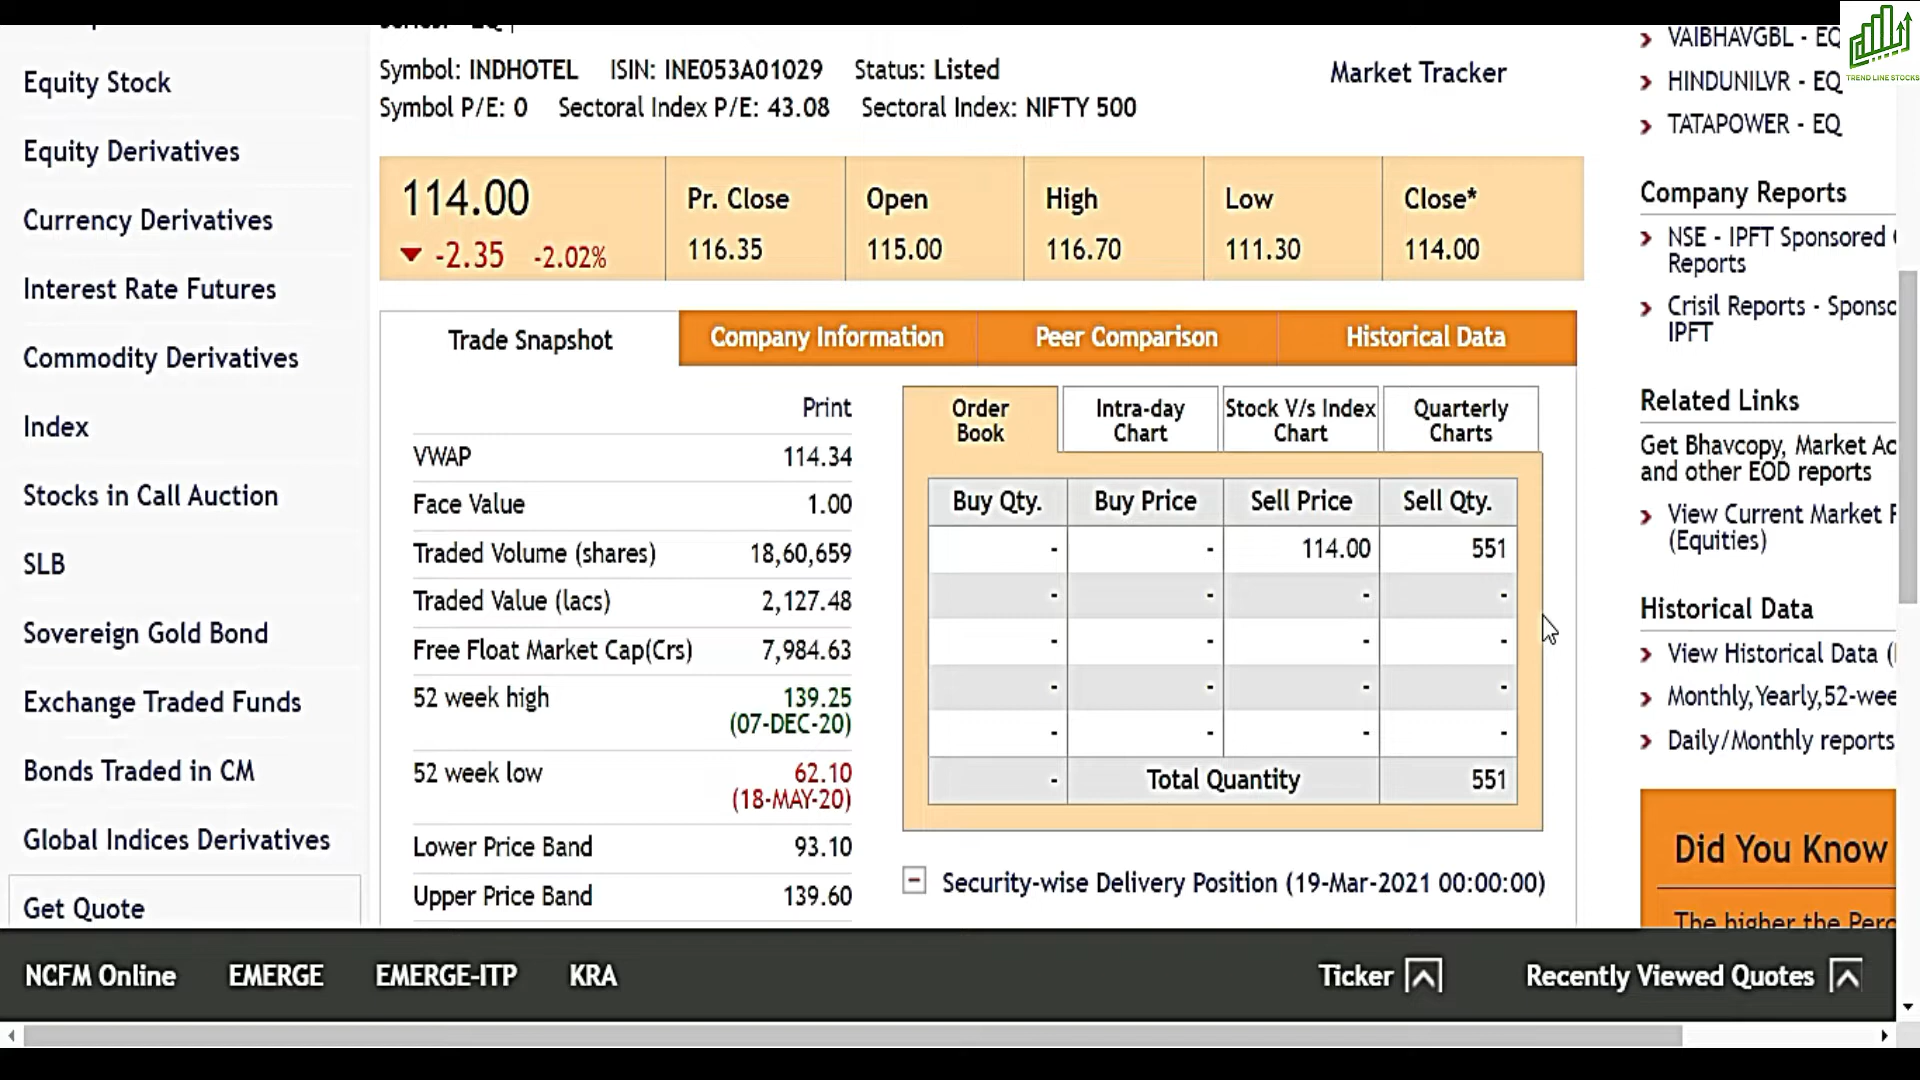 Equity Stock
Equity Derivatives
Currency Derivatives
Interest Rate Futures
Commodity Derivatives
Index
Stocks in Call Auction
SLB
Sovereign Gold Bond
Exchange Traded Funds
Bonds Traded in CM
Global Indices Derivatives
Get Quote
Symbol: INDHOTEL ISIN: INE053A01029 Status: Listed
Market Tracker
Symbol P/E: 0 Sectoral Index P/E: 43.08 Sectoral Index: NIFTY 500
114.00
-2.35 -2.02%
Pr. Close Open High Low Close*
116.35 115.00 116.70 111.30 114.00
Trade Snapshot Company Information Peer Comparison Historical Data
Print
VWAP 114.34
Face Value 1.00
Traded Volume (shares) 18,60,659
Traded Value (lacs) 2,127.48
Free Float Market Cap(Crs) 7,984.63
52 week high 139.25
(07-DEC-20)
52 week low 62.10
(18-MAY-20)
Lower Price Band 93.10
Upper Price Band 139.60
Order Book
Intra-day Chart
Stock V/s Index Chart
Quarterly Charts
Buy Qty. Buy Price Sell Price Sell Qty.
- - 114.00 551
- - - -
- - - -
- - - -
- - - -
- Total Quantity 551
Security-wise Delivery Position (19-Mar-2021 00:00:00)
VAIBHAVGBL - EQ
HINDUNILVR - EQ
TATAPOWER - EQ
Company Reports
NSE - IPFT Sponsored
Reports
Crisil Reports - Sponso
IPFT
Related Links
Get Bhavcopy, Market Ac
and other EOD reports
View Current Market F
(Equities)
Historical Data
View Historical Data (
Monthly,Yearly,52-wee
Daily/Monthly reports
Did You Know
The higher the Perc
NCFM Online EMERGE EMERGE-ITP KRA Ticker Recently Viewed Quotes
TREND LINE STOCKS